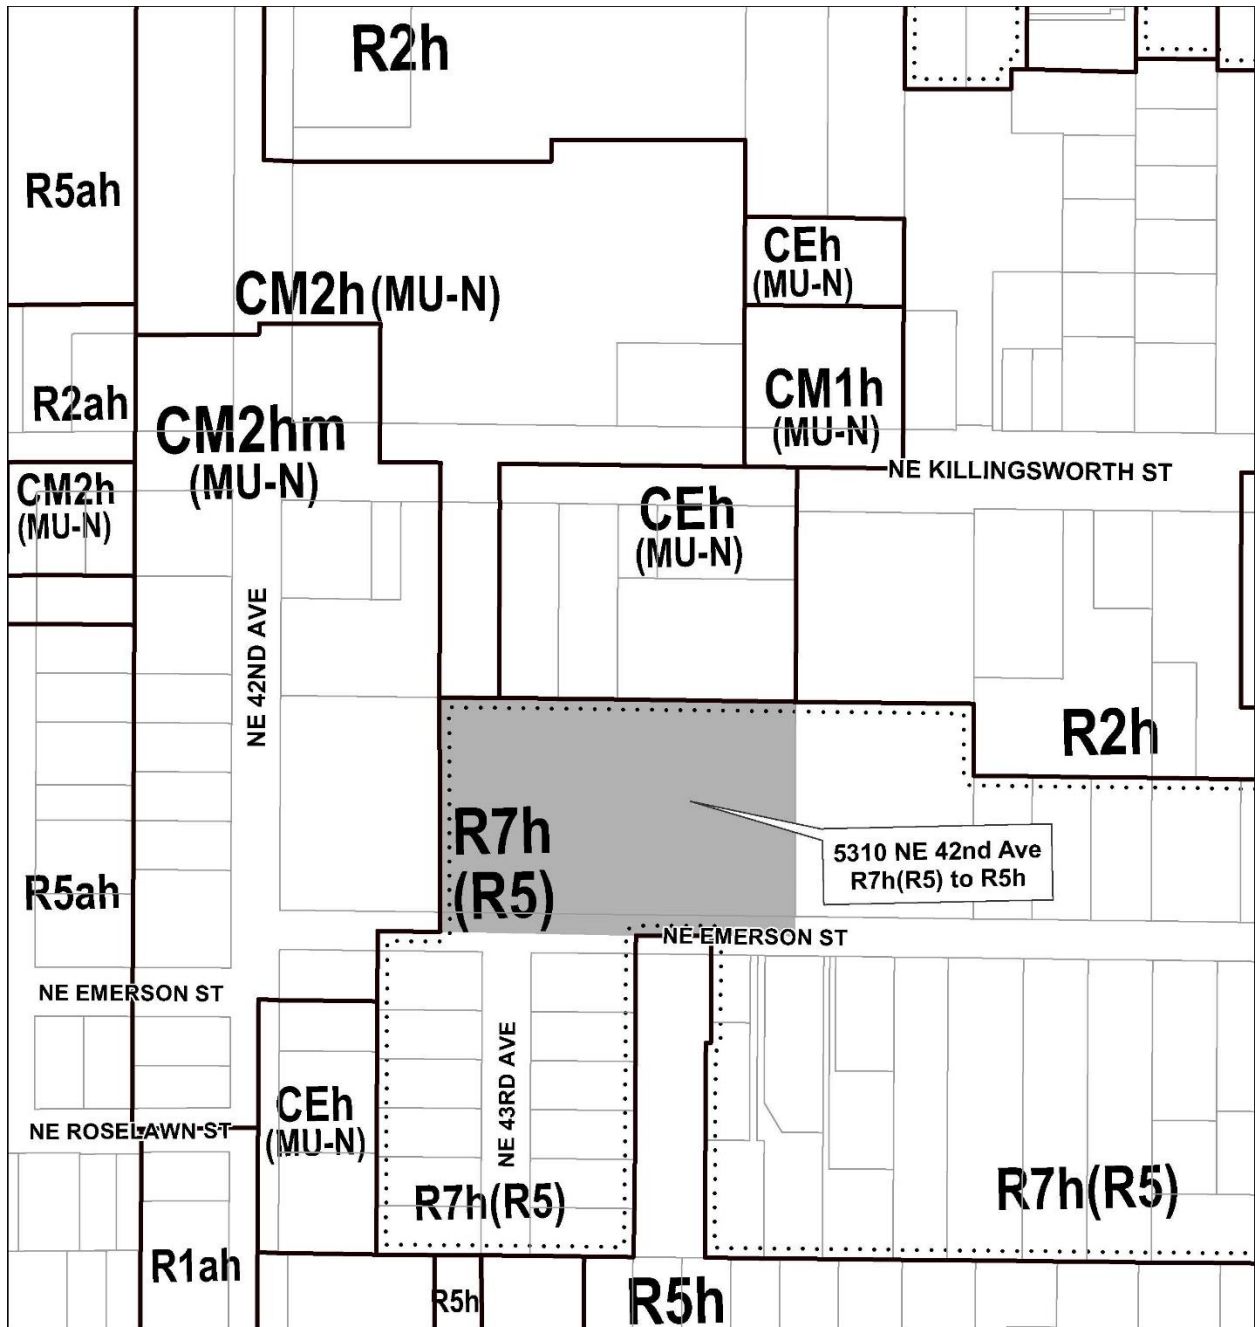 R2h
R5ah
CEh
(MU-N)
CM2h (MU-N)
R2ah
CM1h
(MU-N)
CM2hm
(MU-N)
NE KILLINGSWORTH ST
CM2h
(MU-N)
CEh
(MU-N)
NE 42ND AVE
R2h
R7h
(R5)
5310 NE 42nd Ave
R7h(R5) to R5h
R5ah
NE EMERSON ST
NE EMERSON ST
NE 43RD AVE
CEh
(MU-N)
NE ROSELAWN ST
R7h(R5)
R7h(R5)
R1ah
R5h
R5h